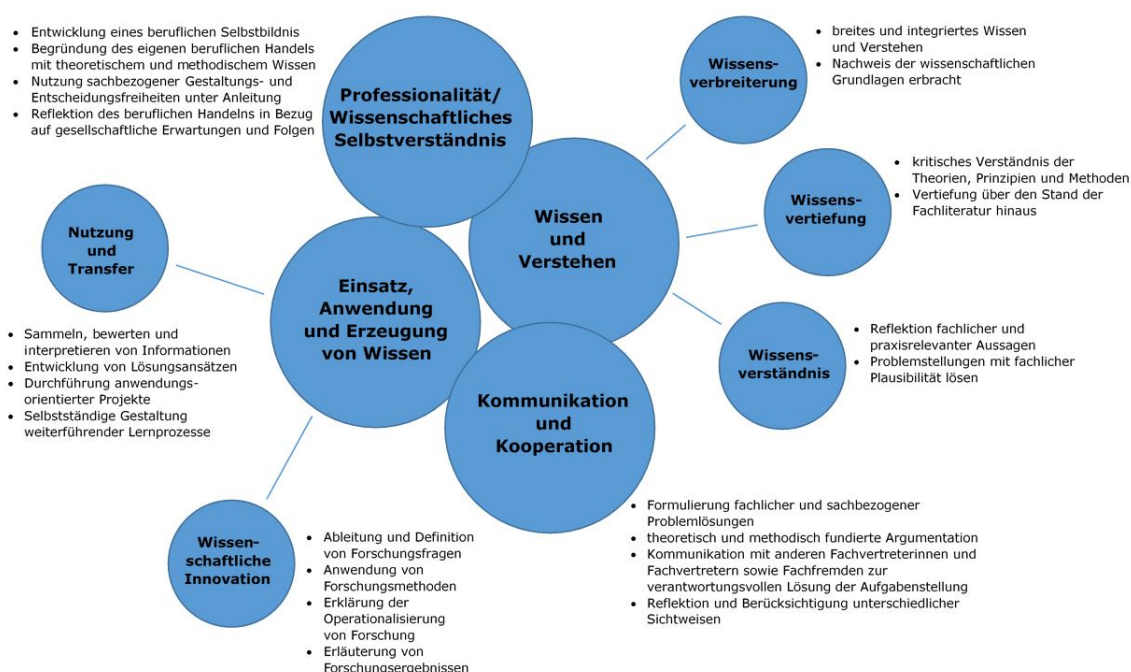 • Entwicklung eines beruflichen Selbstbildnis
• Begründung des eigenen beruflichen Handels
mit theoretischem und methodischem Wissen
• Nutzung sachbezogener Gestaltungs- und
Entscheidungsfreiheiten unter Anleitung
• Reflektion des beruflichen Handelns in Bezug
auf gesellschaftliche Erwartungen und Folgen
Professionalität/
Wissenschaftliches
Selbstverständnis
Wissens-
verbreiterung
• breites und integriertes Wissen
und Verstehen
• Nachweis der wissenschaftlichen
Grundlagen erbracht
Wissens-
vertiefung
• kritisches Verständnis der
Theorien, Prinzipien und Methoden
• Vertiefung über den Stand der
Fachliteratur hinaus
Wissen
und
Verstehen
Nutzung
und
Transfer
Einsatz,
Anwendung
und Erzeugung
von Wissen
• Sammeln, bewerten und
interpretieren von Informationen
• Entwicklung von Lösungsansätzen
• Durchführung anwendungs-
orientierter Projekte
• Selbstständige Gestaltung
weiterführender Lernprozesse
Wissens-
verständnis
• Reflektion fachlicher und
praxisrelevanter Aussagen
• Problemstellungen mit fachlicher
Plausibilität lösen
Kommunikation
und
Kooperation
• Formulierung fachlicher und sachbezogener
Problemlösungen
• theoretisch und methodisch fundierte Argumentation
• Kommunikation mit anderen Fachvertreterinnen und
Fachvertretern sowie Fachfremden zur
verantwortungsvollen Lösung der Aufgabenstellung
• Reflektion und Berücksichtigung unterschiedlicher
Sichtweisen
Wissen-
schaftliche
Innovation
• Ableitung und Definition
von Forschungsfragen
• Anwendung von
Forschungsmethoden
• Erklärung der
Operationalisierung
von Forschung
• Erläuterung von
Forschungsergebnissen